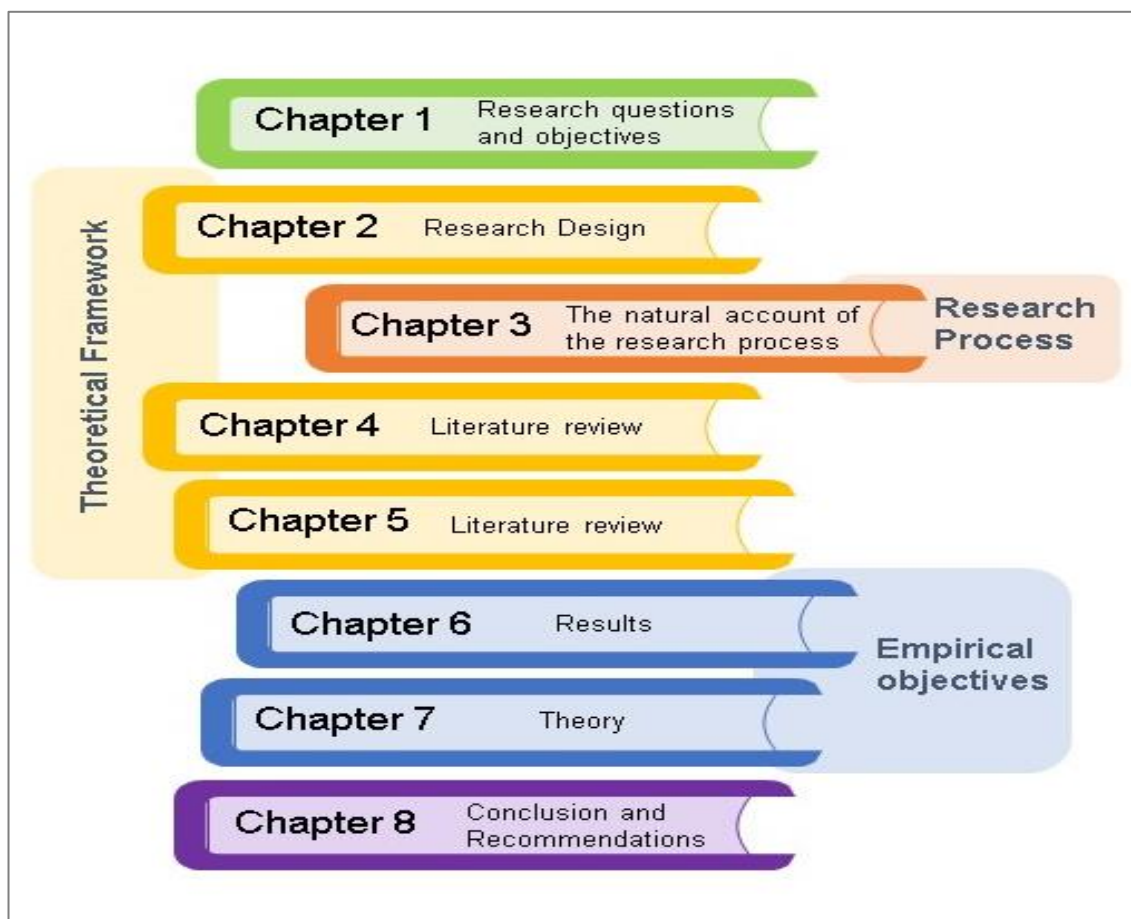 Chapter 1
Research questions
and objectives
Theoretical Framework
Chapter 2
Research Design
Chapter 3
The natural account of
the research process
Research
Process
Chapter 4
Literature review
Chapter 5
Literature review
Chapter 6
Results
Empirical
objectives
Chapter 7
Theory
Chapter 8
Conclusion and
Recommendations